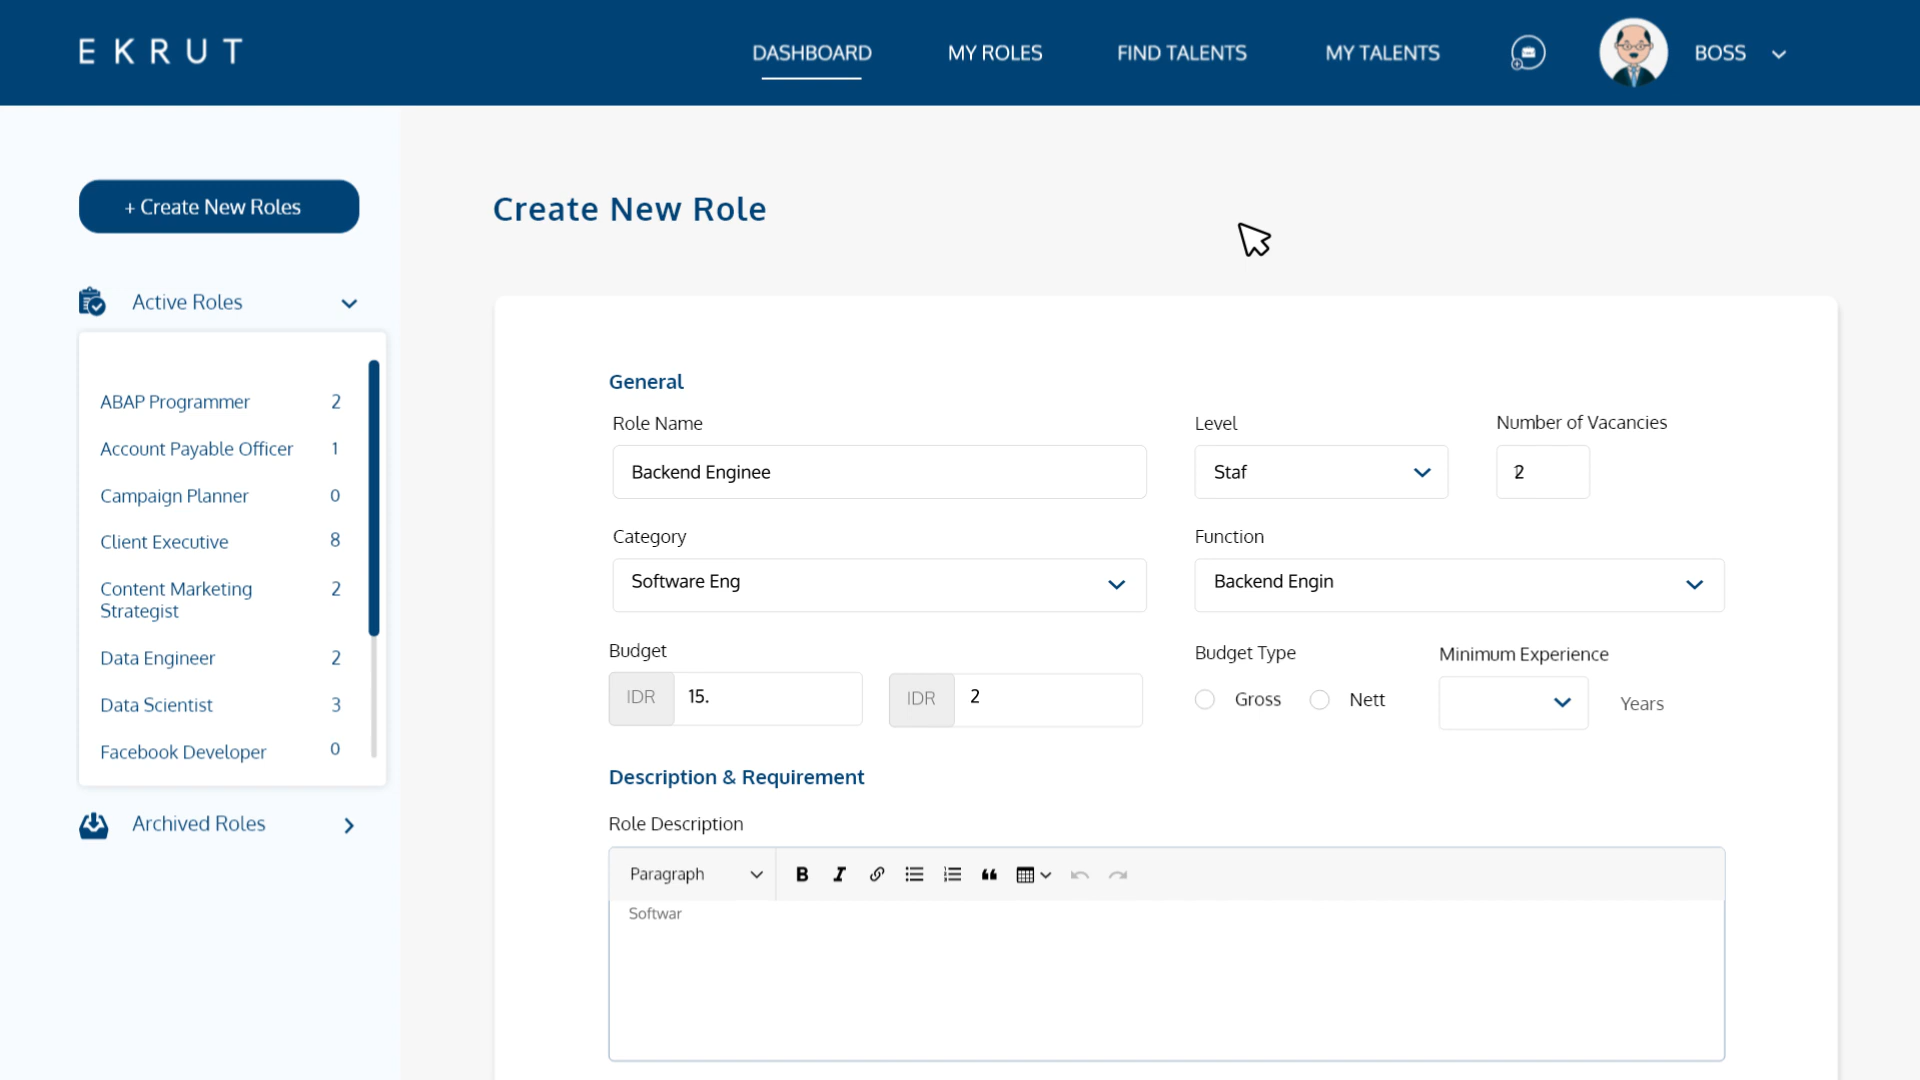 EKRUT
DASHBOARD
MY ROLES
FIND TALENTS
MY TALENTS
BOSS
+ Create New Roles
Active Roles
ABAP Programmer 2
Account Payable Officer 1
Campaign Planner 0
Client Executive 8
Content Marketing 2
Strategist
Data Engineer 2
Data Scientist 3
Facebook Developer 0
Archived Roles
Create New Role
General
Role Name
Backend Enginee
Level
Staf
Number of Vacancies
2
Category
Software Eng
Function
Backend Engin
Budget
IDR 15.
IDR 2
Budget Type
Gross
Nett
Minimum Experience
Years
Description & Requirement
Role Description
Paragraph
Softwar